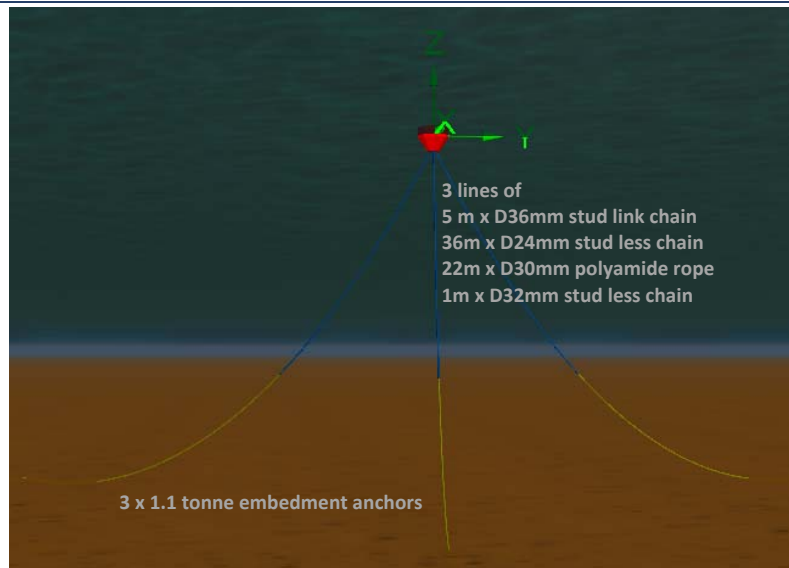 Z
Y
3 lines of
5 m x D36mm stud link chain
36m x D24mm stud less chain
22m x D30mm polyamide rope
1m x D32mm stud less chain
3 x 1.1 tonne embedment anchors